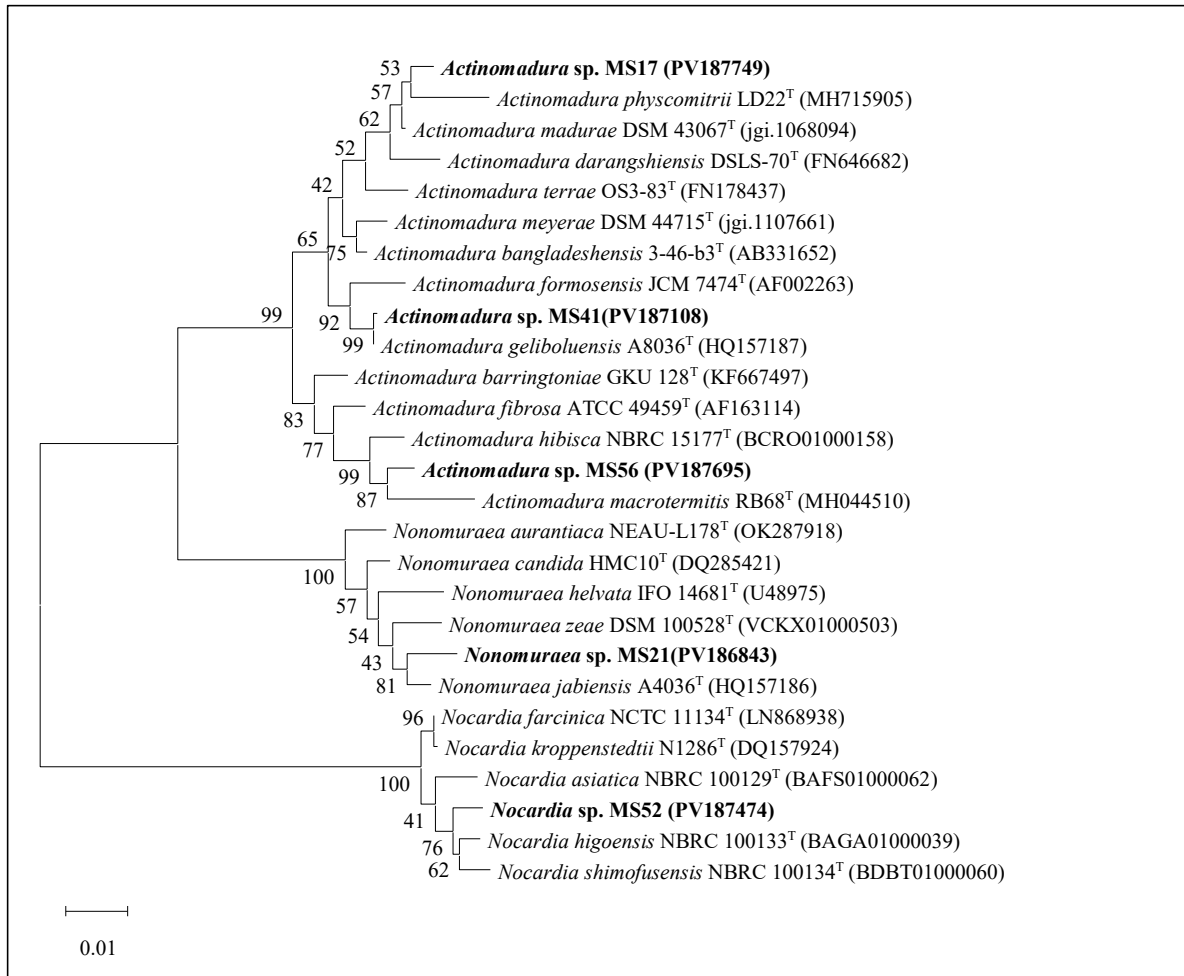 53 Actinomadura sp. MS17 (PV187749)
57 Actinomadura physcomitrii LD22ᵀ (MH715905)
62 Actinomadura madurae DSM 43067ᵀ (jgi.1068094)
52 Actinomadura darangshiensis DSLS-70ᵀ (FN646682)
42 Actinomadura terrae OS3-83ᵀ (FN178437)
Actinomadura meyerae DSM 44715ᵀ (jgi.1107661)
65 75 Actinomadura bangladeshensis 3-46-b3ᵀ (AB331652)
Actinomadura formosensis JCM 7474ᵀ (AF002263)
99 92 Actinomadura sp. MS41(PV187108)
99 Actinomadura geliboluensis A8036ᵀ (HQ157187)
Actinomadura barringtoniae GKU 128ᵀ (KF667497)
83 Actinomadura fibrosa ATCC 49459ᵀ (AF163114)
77 Actinomadura hibisca NBRC 15177ᵀ (BCRO01000158)
99 Actinomadura sp. MS56 (PV187695)
87 Actinomadura macrotermitis RB68ᵀ (MH044510)
Nonomuraea aurantiaca NEAU-L178ᵀ (OK287918)
100 Nonomuraea candida HMC10ᵀ (DQ285421)
57 Nonomuraea helvata IFO 14681ᵀ (U48975)
54 Nonomuraea zeae DSM 100528ᵀ (VCKX01000503)
43 Nonomuraea sp. MS21(PV186843)
81 Nonomuraea jabiensis A4036ᵀ (HQ157186)
96 Nocardia farcinica NCTC 11134ᵀ (LN868938)
Nocardia kroppenstedtii N1286ᵀ (DQ157924)
100 Nocardia asiatica NBRC 100129ᵀ (BAFS01000062)
41 Nocardia sp. MS52 (PV187474)
76 Nocardia higoensis NBRC 100133ᵀ (BAGA01000039)
62 Nocardia shimofusensis NBRC 100134ᵀ (BDBT01000060)
0.01